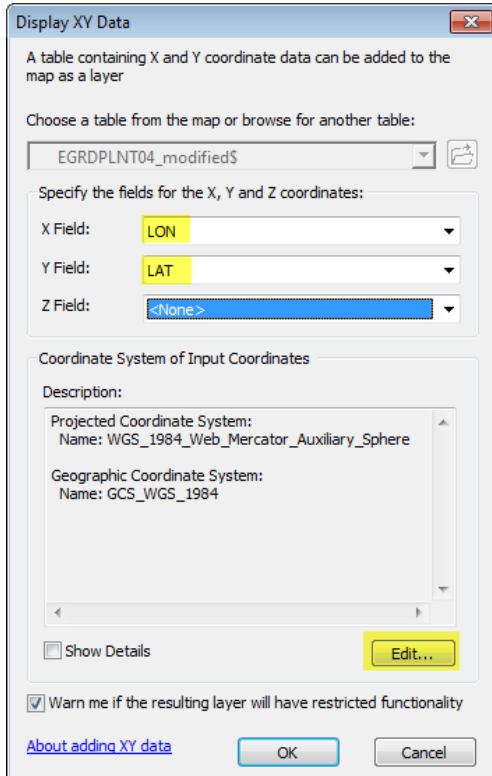 Display XY Data
A table containing X and Y coordinate data can be added to the
map as a layer
Choose a table from the map or browse for another table:
EGRDPLNT04_modified$
Specify the fields for the X, Y and Z coordinates:
X Field:
LON
Y Field:
LAT
Z Field:
<None>
Coordinate System of Input Coordinates
Description:
Projected Coordinate System:
Name: WGS_1984_Web_Mercator_Auxiliary_Sphere
Geographic Coordinate System:
Name: GCS_WGS_1984
Show Details
Edit...
Warn me if the resulting layer will have restricted functionality
About adding XY data
OK
Cancel